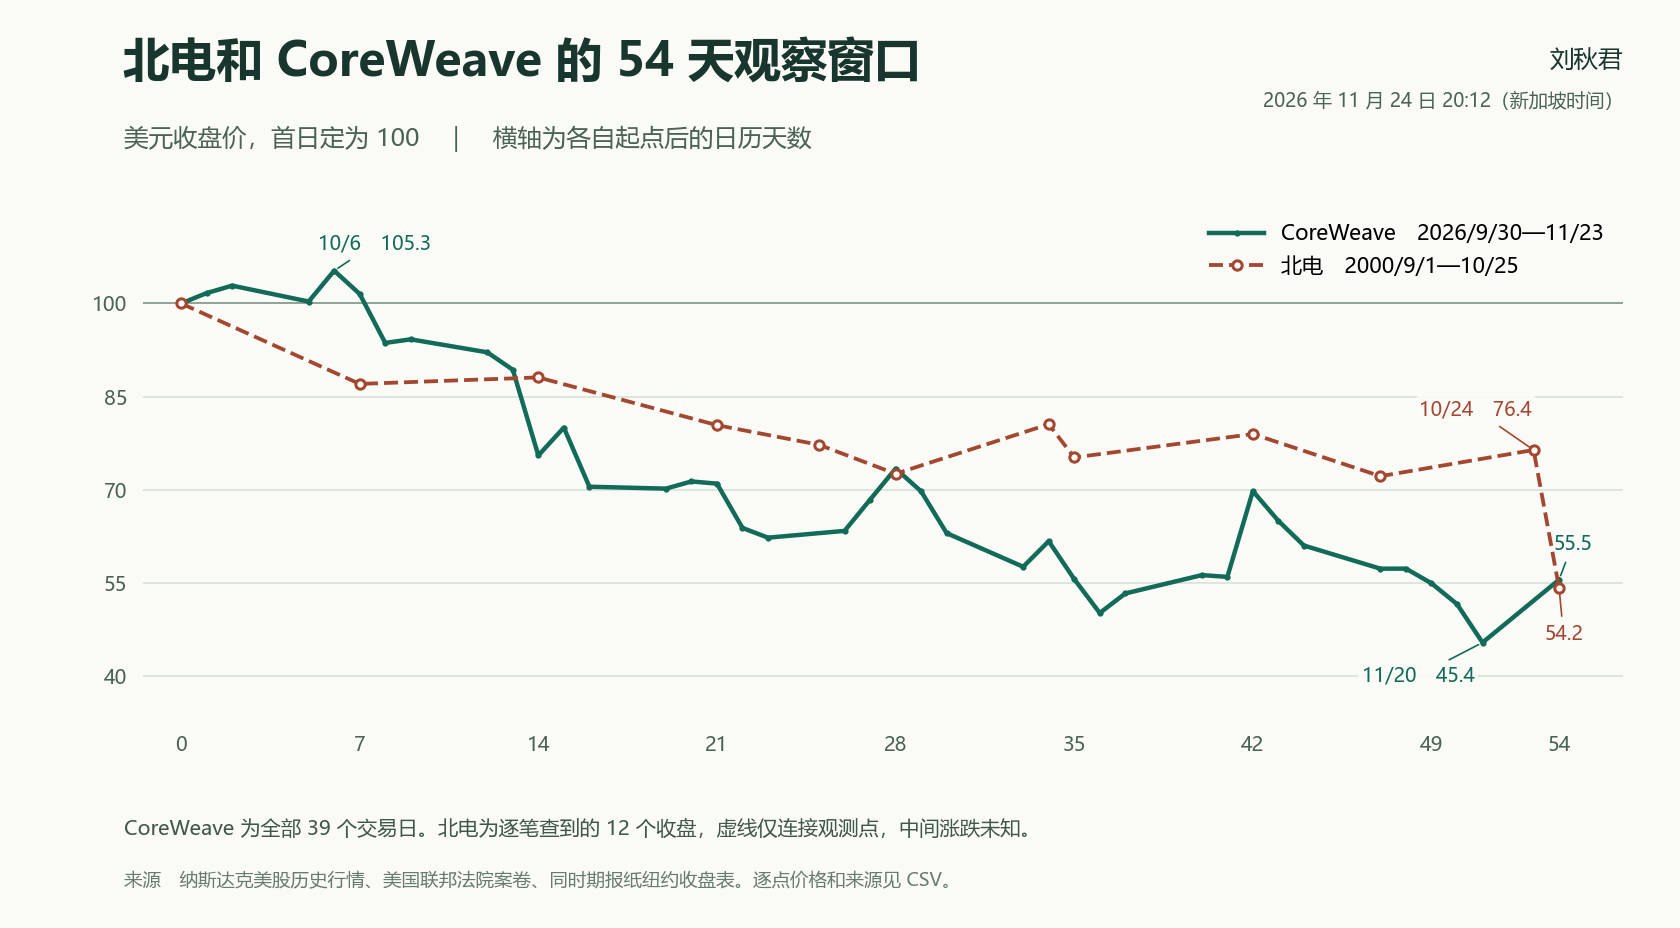 北电和 CoreWeave 的 54 天观察窗口
刘秋君
2026 年 11 月 24 日 20:12（新加坡时间）
美元收盘价，首日定为 100 ｜ 横轴为各自起点后的日历天数
CoreWeave 2026/9/30—11/23
北电 2000/9/1—10/25
10/6 105.3
100
85
10/24 76.4
70
55.5
55
54.2
11/20 45.4
40
0 7 14 21 28 35 42 49 54
CoreWeave 为全部 39 个交易日。北电为逐笔查到的 12 个收盘，虚线仅连接观测点，中间涨跌未知。
来源 纳斯达克美股历史行情、美国联邦法院案卷、同时期报纸纽约收盘表。逐点价格和来源见 CSV。